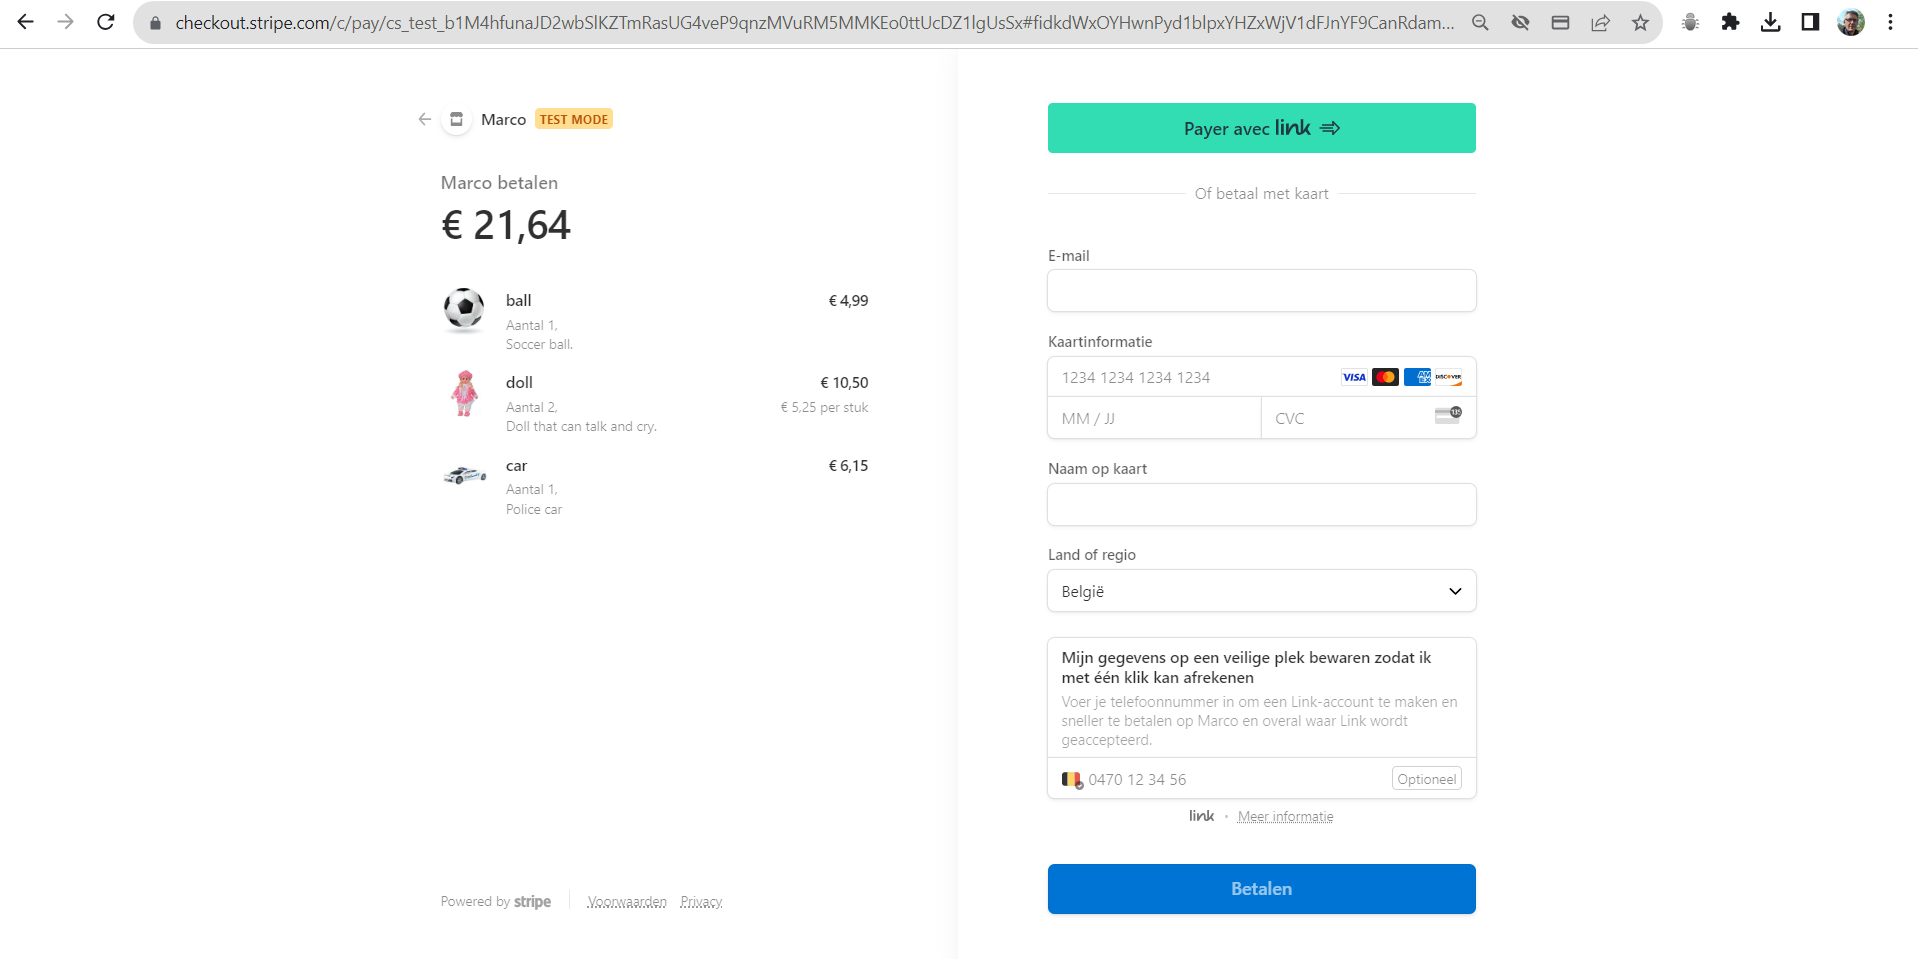 checkout.stripe.com/c/pay/cs_test_b1M4hfunaJD2wbSlKZTmRasUG4veP9qnzMVuRM5MMKEo0ttUcDZ1lgUsSx#fidkdWxOYHwnPyd1blpxYHZxWjV1dFJnYF9CanRdam...
Marco TEST MODE
Marco betalen
€ 21,64
ball € 4,99
Aantal 1,
Soccer ball.
doll € 10,50
Aantal 2, € 5,25 per stuk
Doll that can talk and cry.
car € 6,15
Aantal 1,
Police car
Powered by stripe Voorwaarden Privacy
Payer avec link
Of betaal met kaart
E-mail
Kaartinformatie
1234 1234 1234 1234 VISA AMEX DISCOVER
MM / JJ CVC 135
Naam op kaart
Land of regio
België
Mijn gegevens op een veilige plek bewaren zodat ik
met één klik kan afrekenen
Voer je telefoonnummer in om een Link-account te maken en
sneller te betalen op Marco en overal waar Link wordt
geaccepteerd.
0470 12 34 56 Optioneel
link · Meer informatie
Betalen